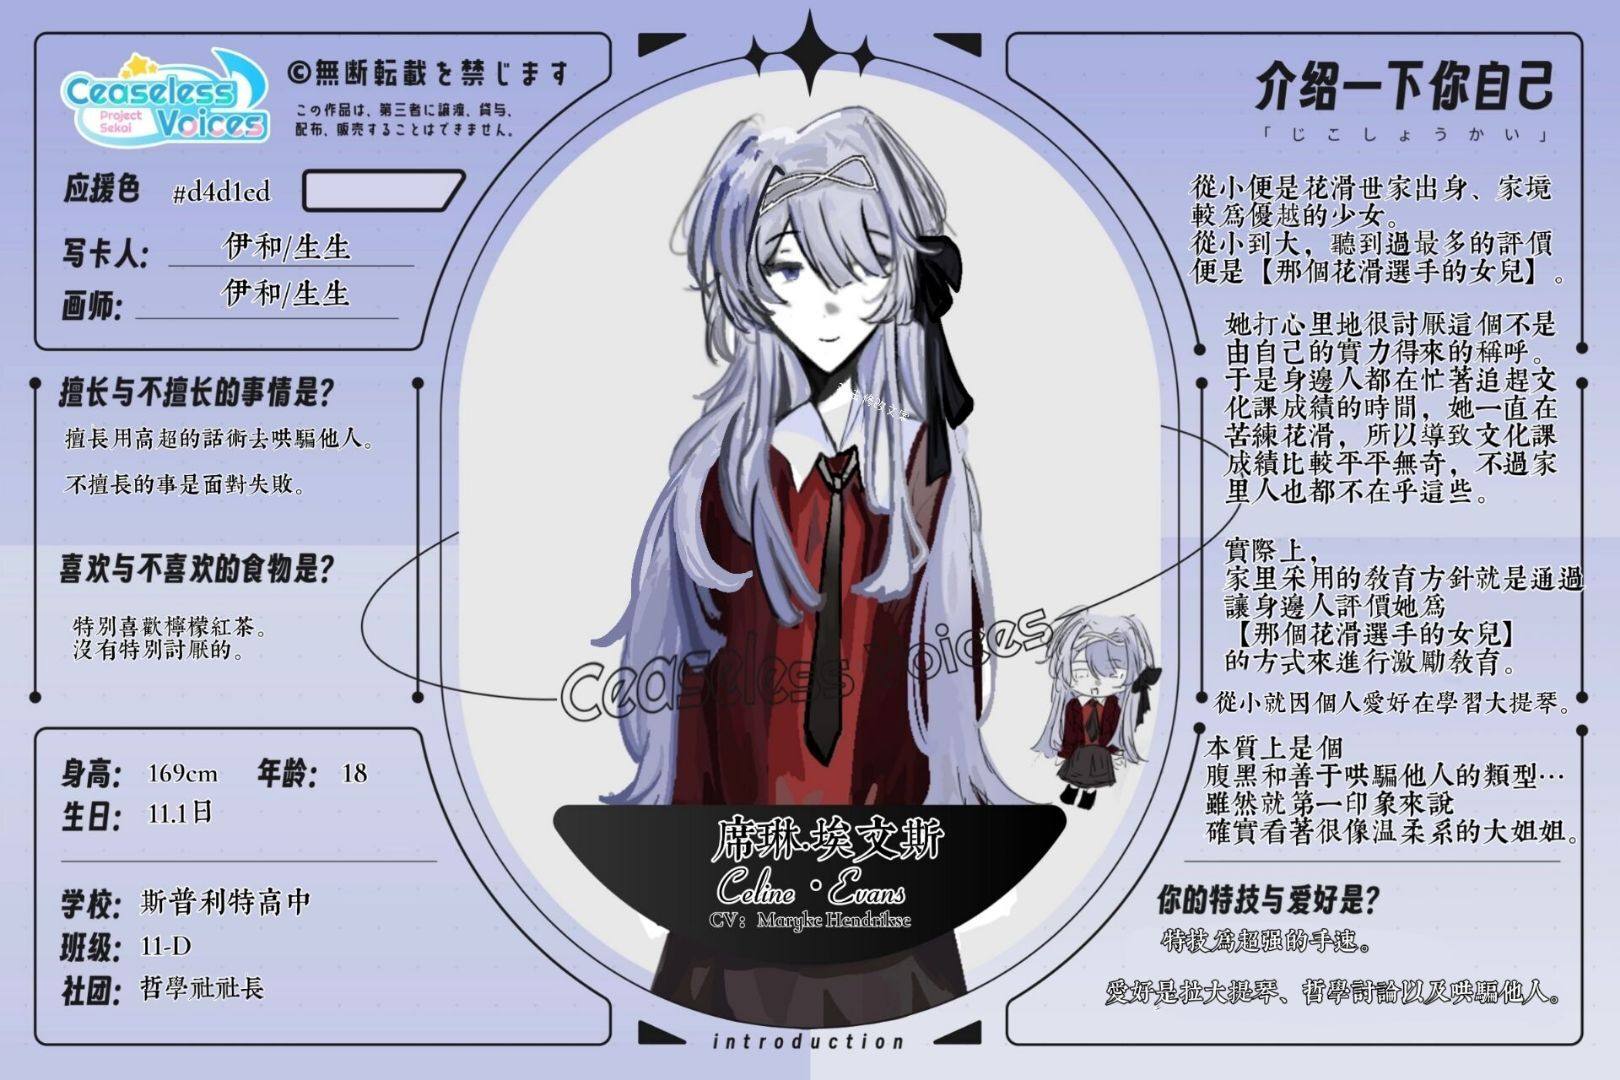 Ceaseless
Voices
Project
Sekai
©無断転載を禁じます
この作品は、第三者に譲渡、貸与、
配布、販売することはできません。
应援色 #d4d1ed
写卡人： 伊和/生生
画师： 伊和/生生
擅长与不擅长的事情是？
擅長用高超的話術去哄騙他人。
不擅長的事是面對失敗。
喜欢与不喜欢的食物是？
特别喜歡檸檬紅茶。
沒有特别討厭的。
身高： 169cm 年龄： 18
生日： 11.1日
学校： 斯普利特高中
班级： 11-D
社团： 哲學社社長
Ceaseless Voices
席琳·埃文斯
Celine·Evans
CV：Maryke Hendrikse
introduction
介绍一下你自己
「じこしょうかい」
從小便是花滑世家出身、家境
較為優越的少女。
從小到大，聽到過最多的評價
便是【那個花滑選手的女兒】。
她打心里地很討厭這個不是
由自己的實力得來的稱呼。
于是身邊人都在忙著追趕文
化課成績的時間，她一直在
苦練花滑，所以導致文化課
成績比較平平無奇，不過家
里人也都不在乎這些。
實際上，
家里采用的教育方針就是通過
讓身邊人評價她為
【那個花滑選手的女兒】
的方式來進行激勵教育。
從小就因個人愛好在學習大提琴。
本質上是個
腹黑和善于哄騙他人的類型…
雖然就第一印象來說
確實看著很像温柔系的大姐姐。
你的特技与爱好是？
特技為超强的手速。
愛好是拉大提琴、哲學討論以及哄騙他人。